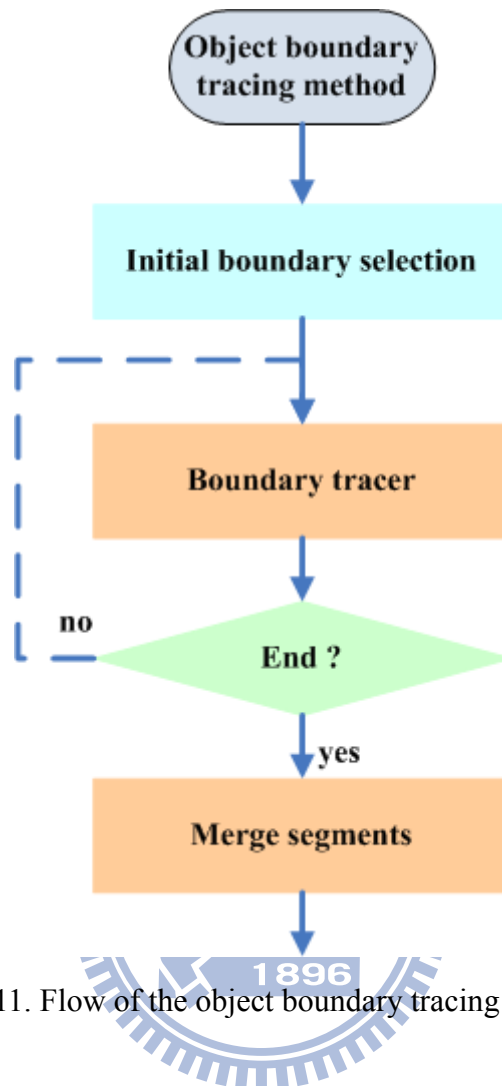 Object boundary
tracing method
Initial boundary selection
Boundary tracer
no
End ?
yes
Merge segments
1896
11. Flow of the object boundary tracing